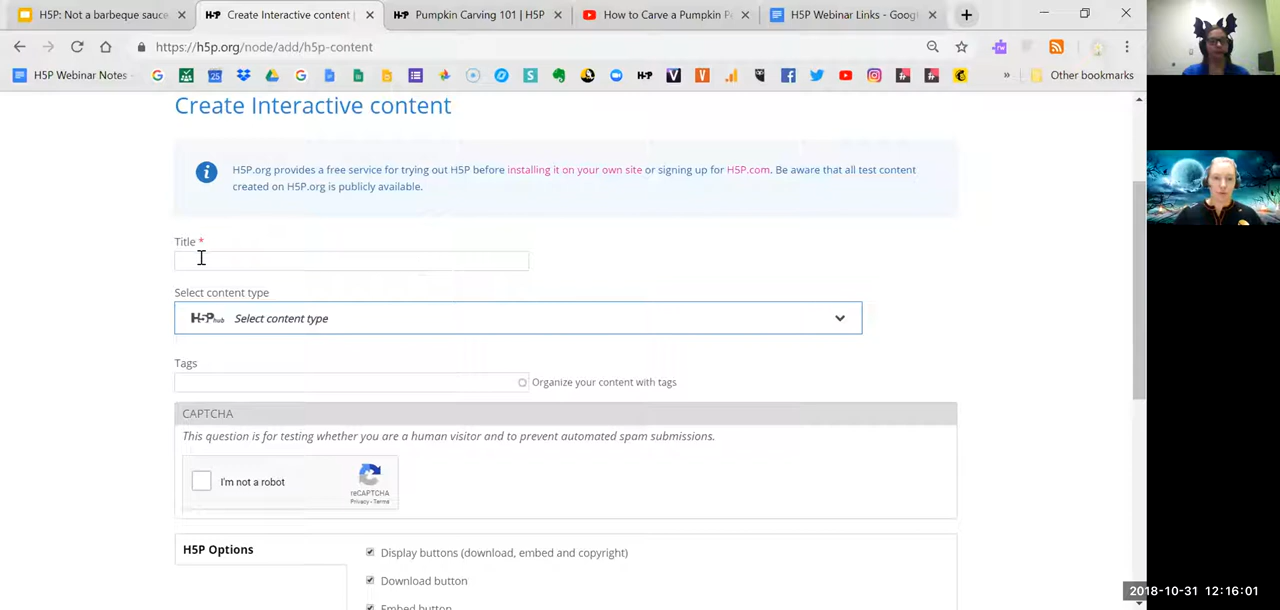 H5P: Not a barbeque sauce
Create Interactive content
Pumpkin Carving 101 | H5P
How to Carve a Pumpkin
H5P Webinar Links - Goog
https://h5p.org/node/add/h5p-content
H5P Webinar Notes
Other bookmarks
Create Interactive content
H5P.org provides a free service for trying out H5P before installing it on your own site or signing up for H5P.com. Be aware that all test content
created on H5P.org is publicly available.
Title *
Select content type
H5P hub Select content type
Tags
Organize your content with tags
CAPTCHA
This question is for testing whether you are a human visitor and to prevent automated spam submissions.
I'm not a robot
reCAPTCHA
Privacy - Terms
H5P Options
Display buttons (download, embed and copyright)
Download button
Embed button
2018-10-31 12:16:01